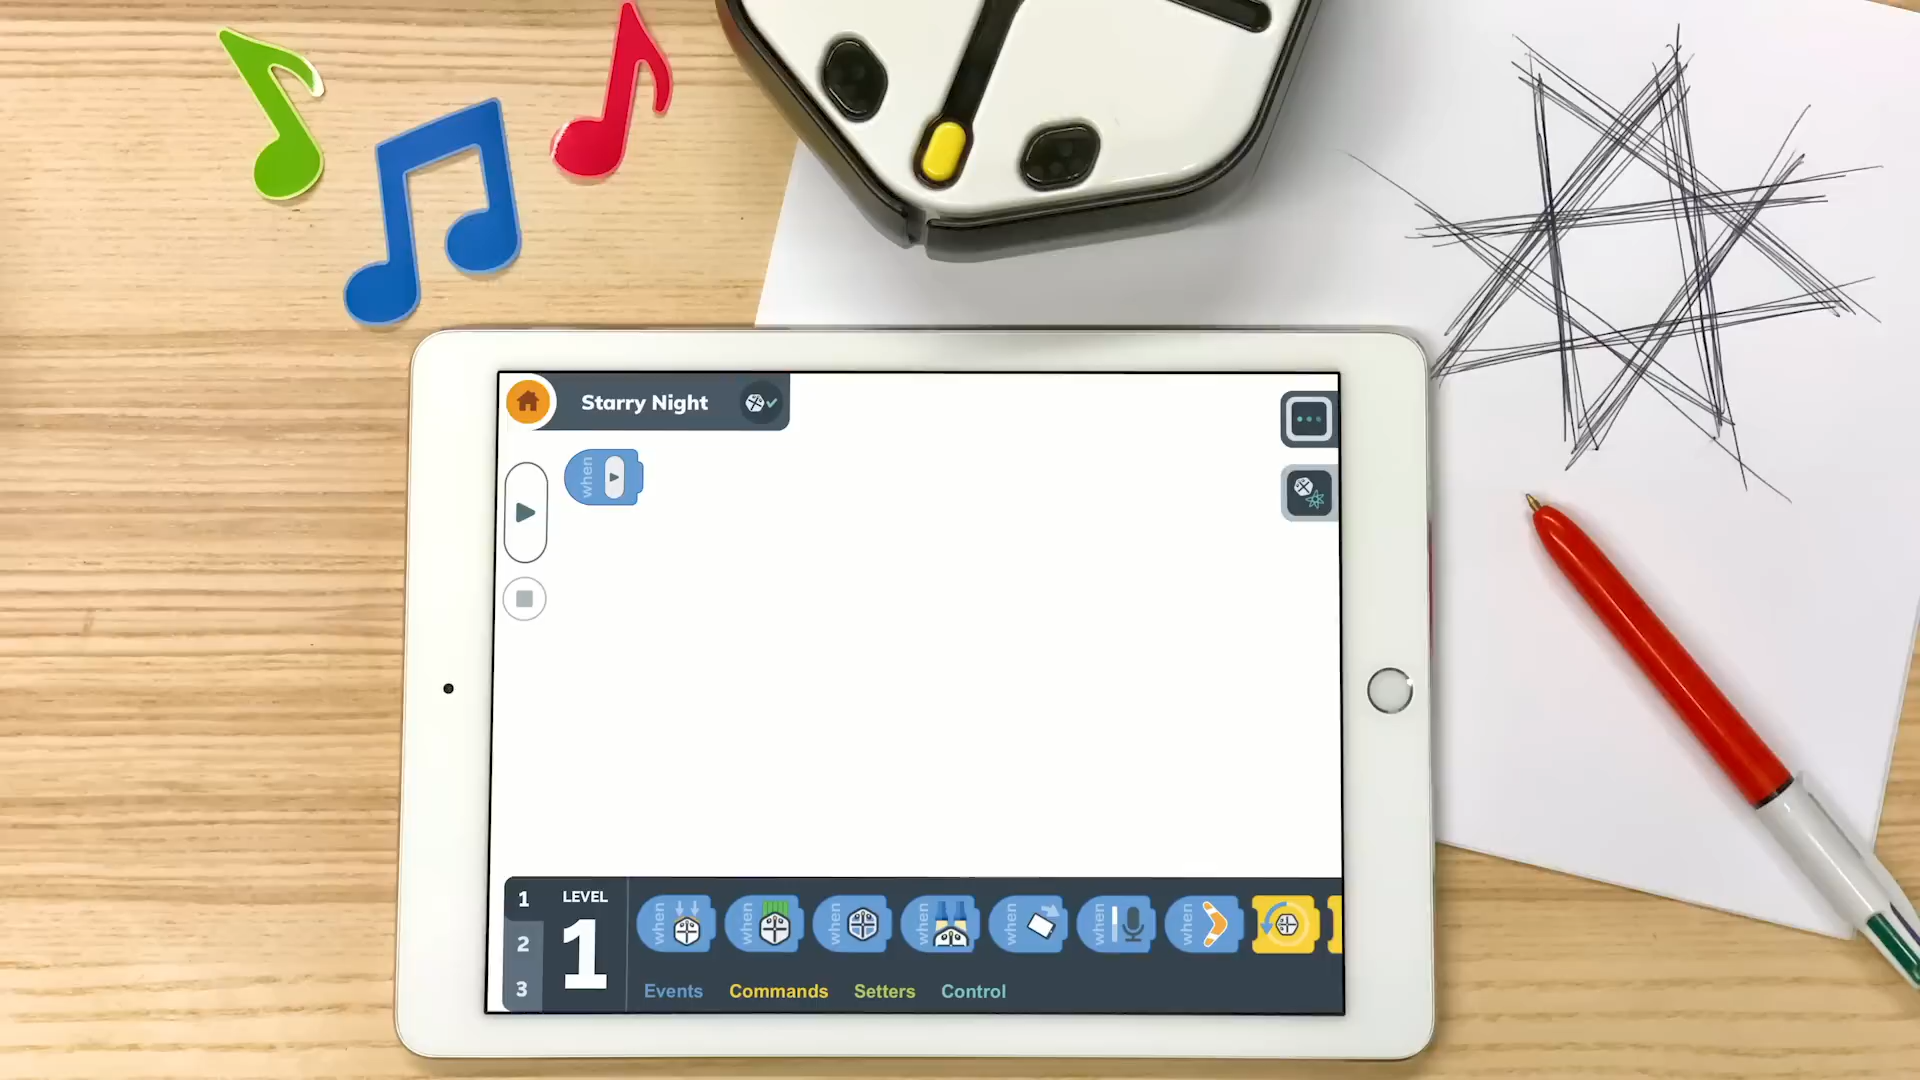 Starry Night
when
1
2
3
LEVEL
1
when
when
when
when
when
when
when
Events
Commands
Setters
Control